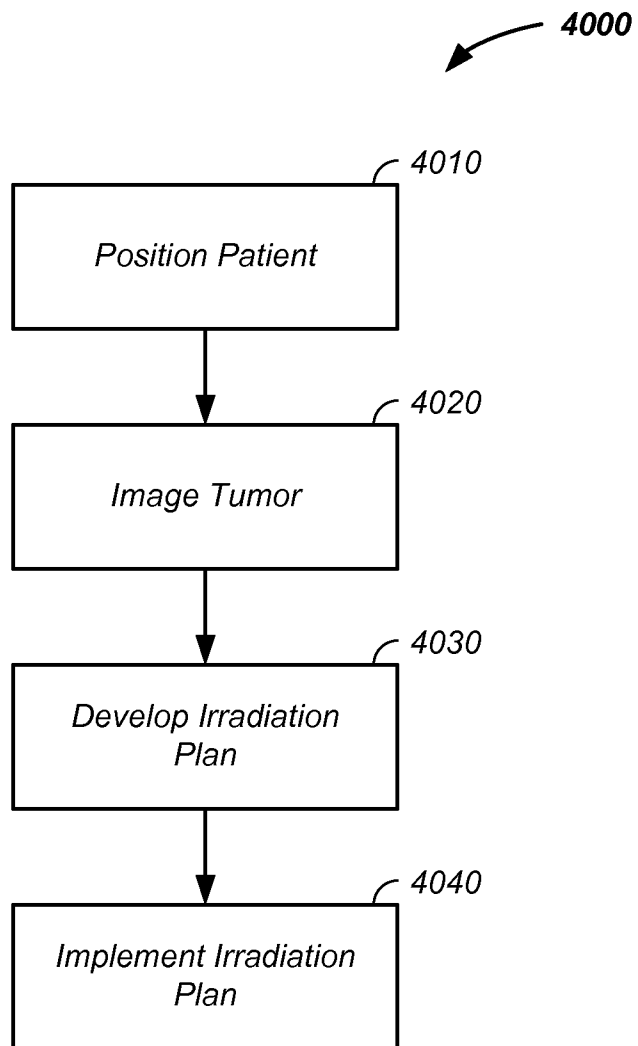 4000
4010
Position Patient
4020
Image Tumor
4030
Develop Irradiation
Plan
4040
Implement Irradiation
Plan